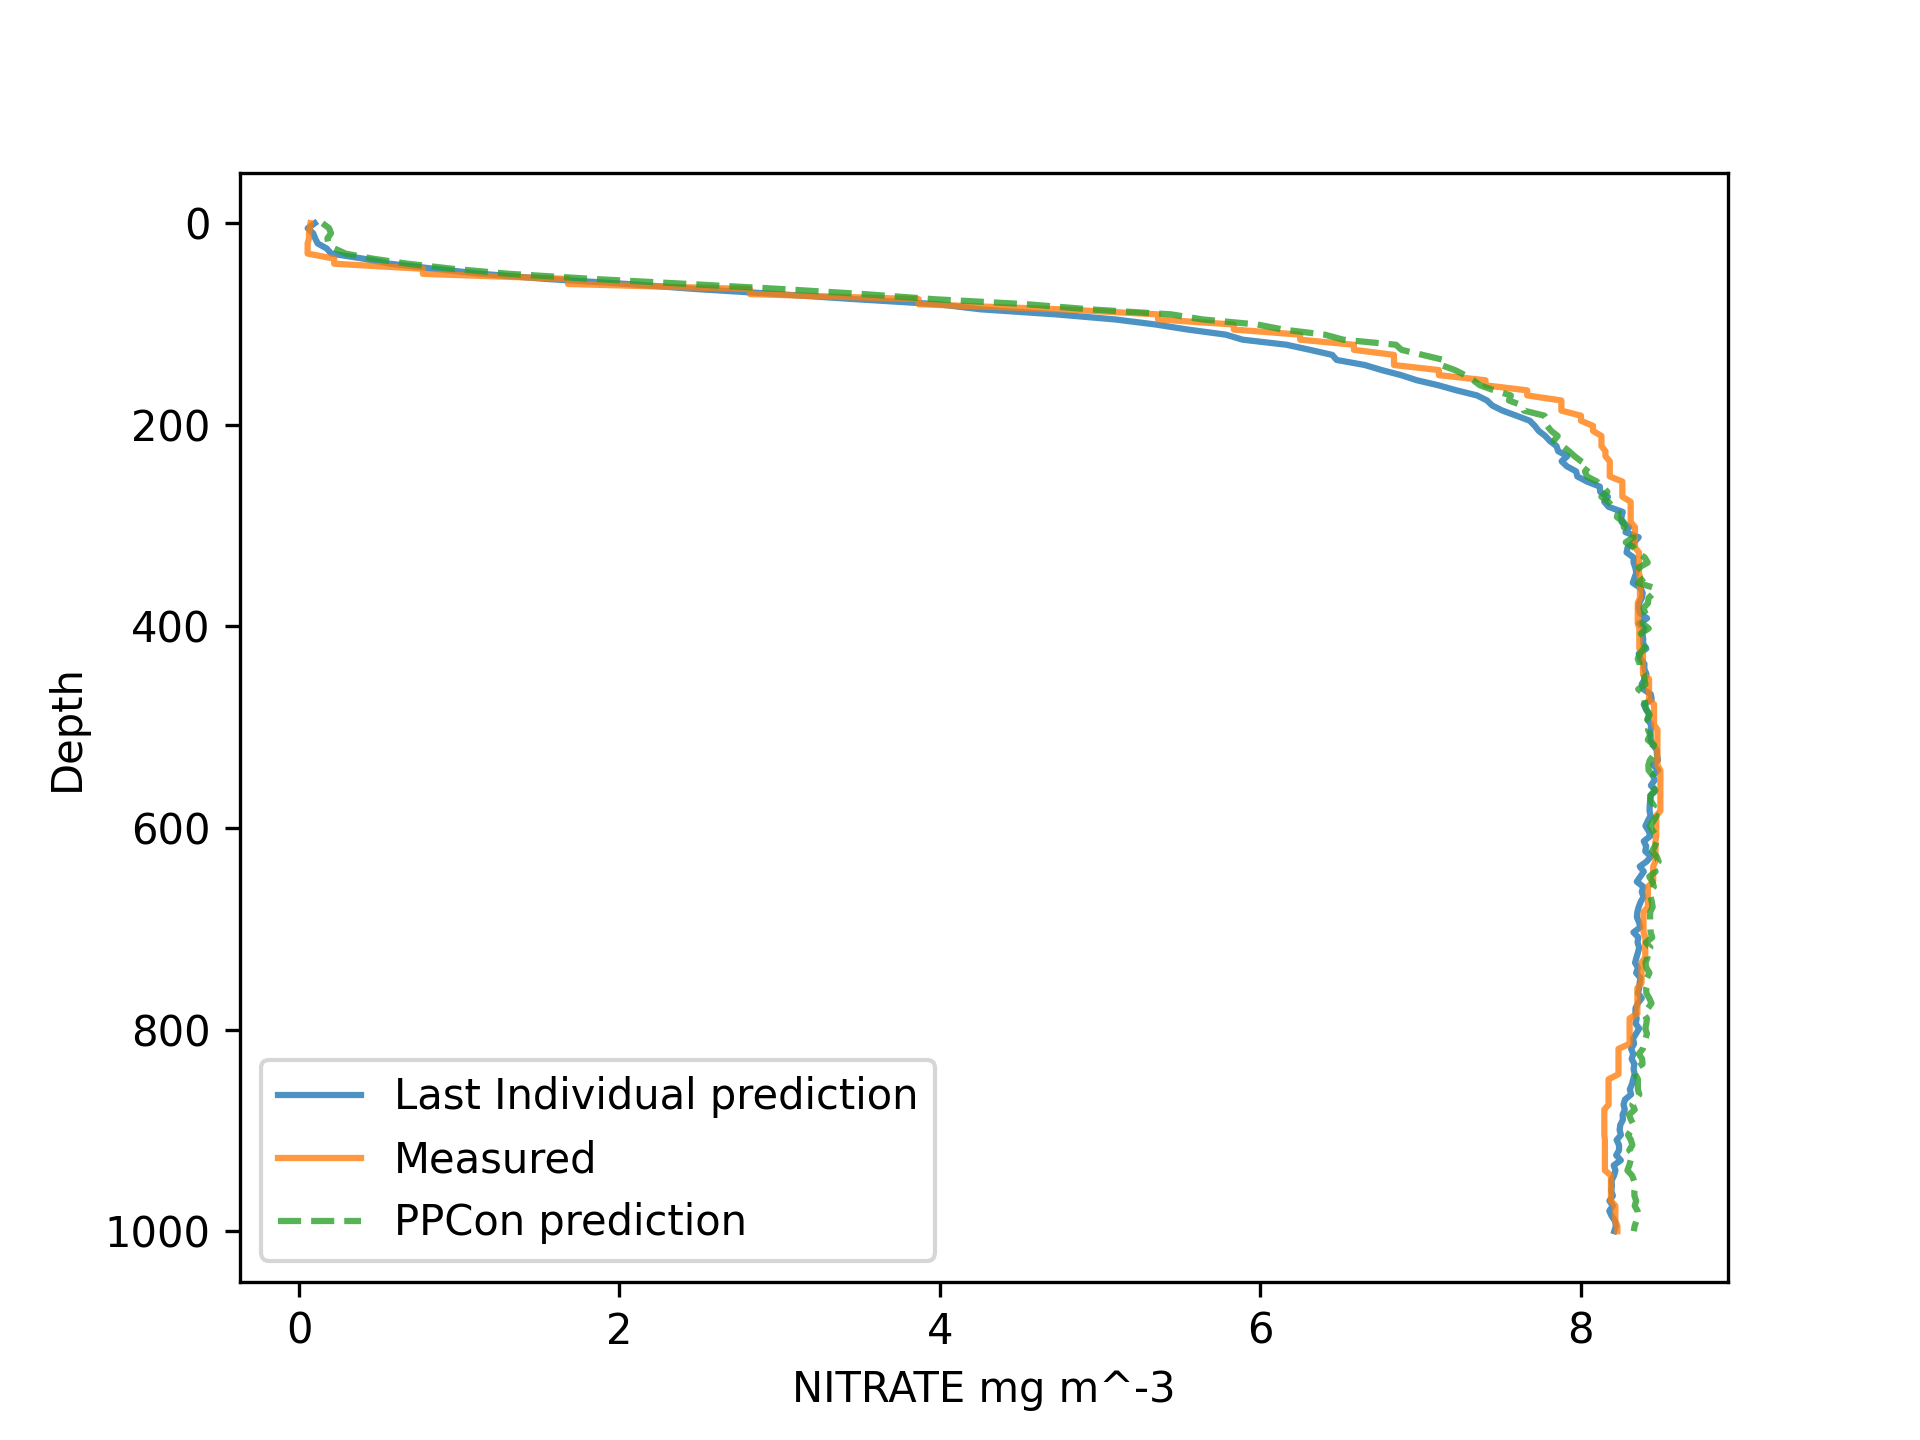 0
200
400
600
800
1000
Depth
Last Individual prediction
Measured
PPCon prediction
0 2 4 6 8
NITRATE mg m^-3